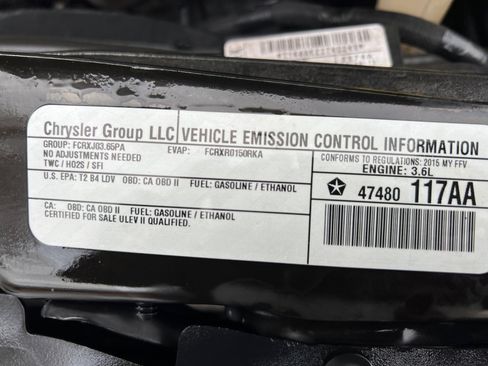 Chrysler Group LLC VEHICLE EMISSION CONTROL INFORMATION
GROUP: FCRXJ03.65PA EVAP: FCRXR0150RKA
CONFORMS TO REGULATIONS: 2015 MY FFV
NO ADJUSTMENTS NEEDED
ENGINE: 3.6L
TWC / HO2S / SFI
U.S. EPA: T2 B4 LDV OBD: CA OBD II FUEL: GASOLINE / ETHANOL
47480 117AA
CA: OBD: CA OBD II FUEL: GASOLINE / ETHANOL
CERTIFIED FOR SALE ULEV II QUALIFIED.